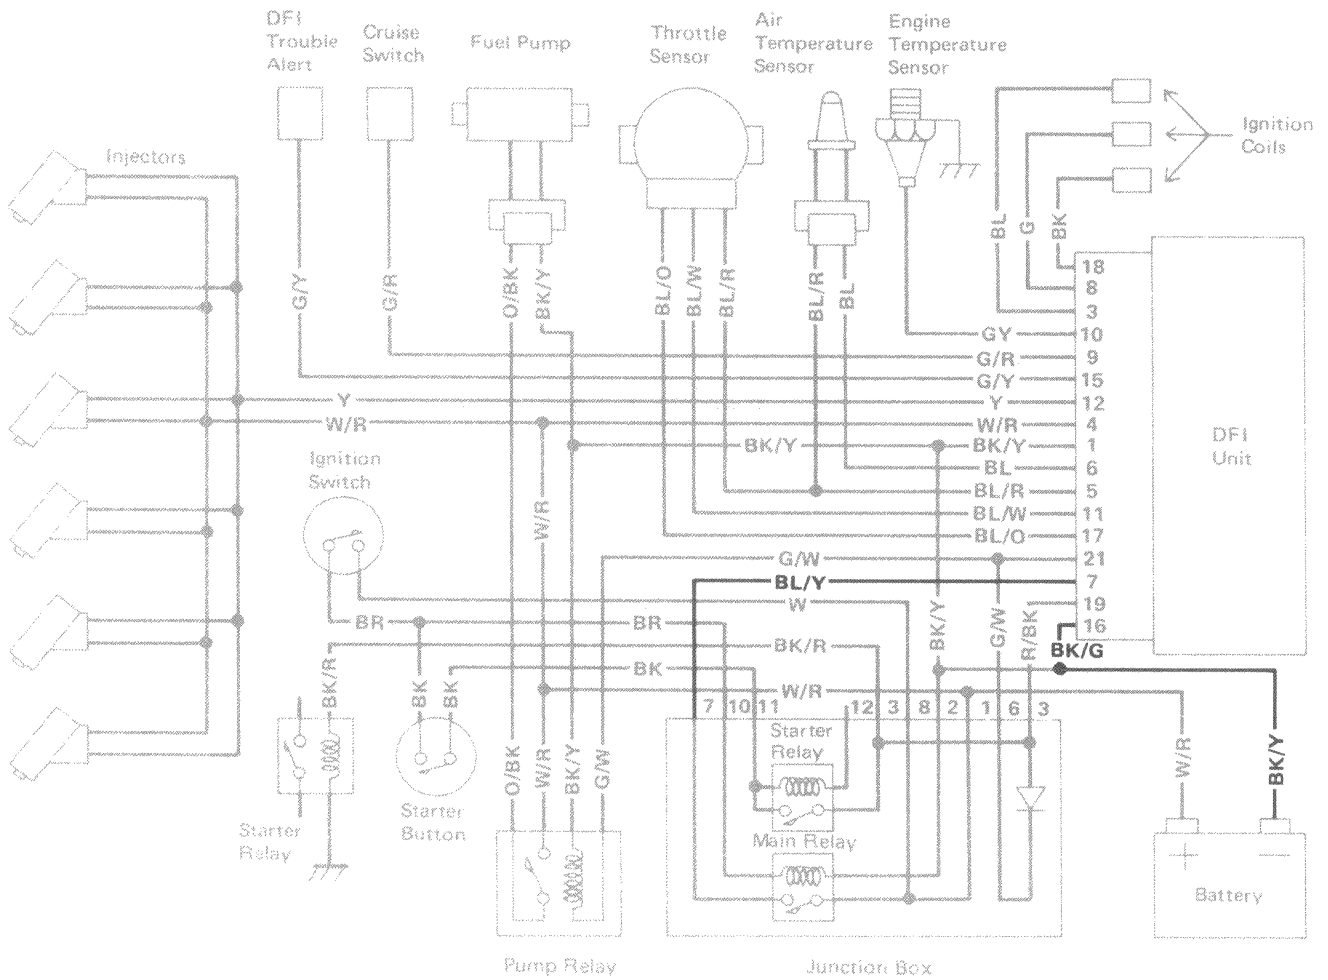 DFI
Trouble
Alert
Cruise
Switch
Fuel Pump
Throttle
Sensor
Air
Temperature
Sensor
Engine
Temperature
Sensor
Ignition
Coils
Injectors
BL
G
BK
G/Y
G/R
O/BK
BK/Y
BL/O
BL/W
BL/R
BL/R
BL
18
8
3
GY
10
G/R
9
G/Y
15
Y
Y
12
W/R
W/R
4
BK/Y
BK/Y
1
BL
6
BL/R
5
BL/W
11
BL/O
17
G/W
21
BL/Y
7
W
19
16
DFI
Unit
Ignition
Switch
W/R
BR
BR
BK/Y
G/W
R/BK
BK/G
BK/R
BK/R
BK
BK
BK
W/R
7
10
11
12
3
8
2
1
6
3
Starter
Relay
O/BK
W/R
BK/Y
G/W
W/R
BK/Y
Starter
Relay
Starter
Button
Main Relay
+
−
Battery
Pump Relay
Junction Box